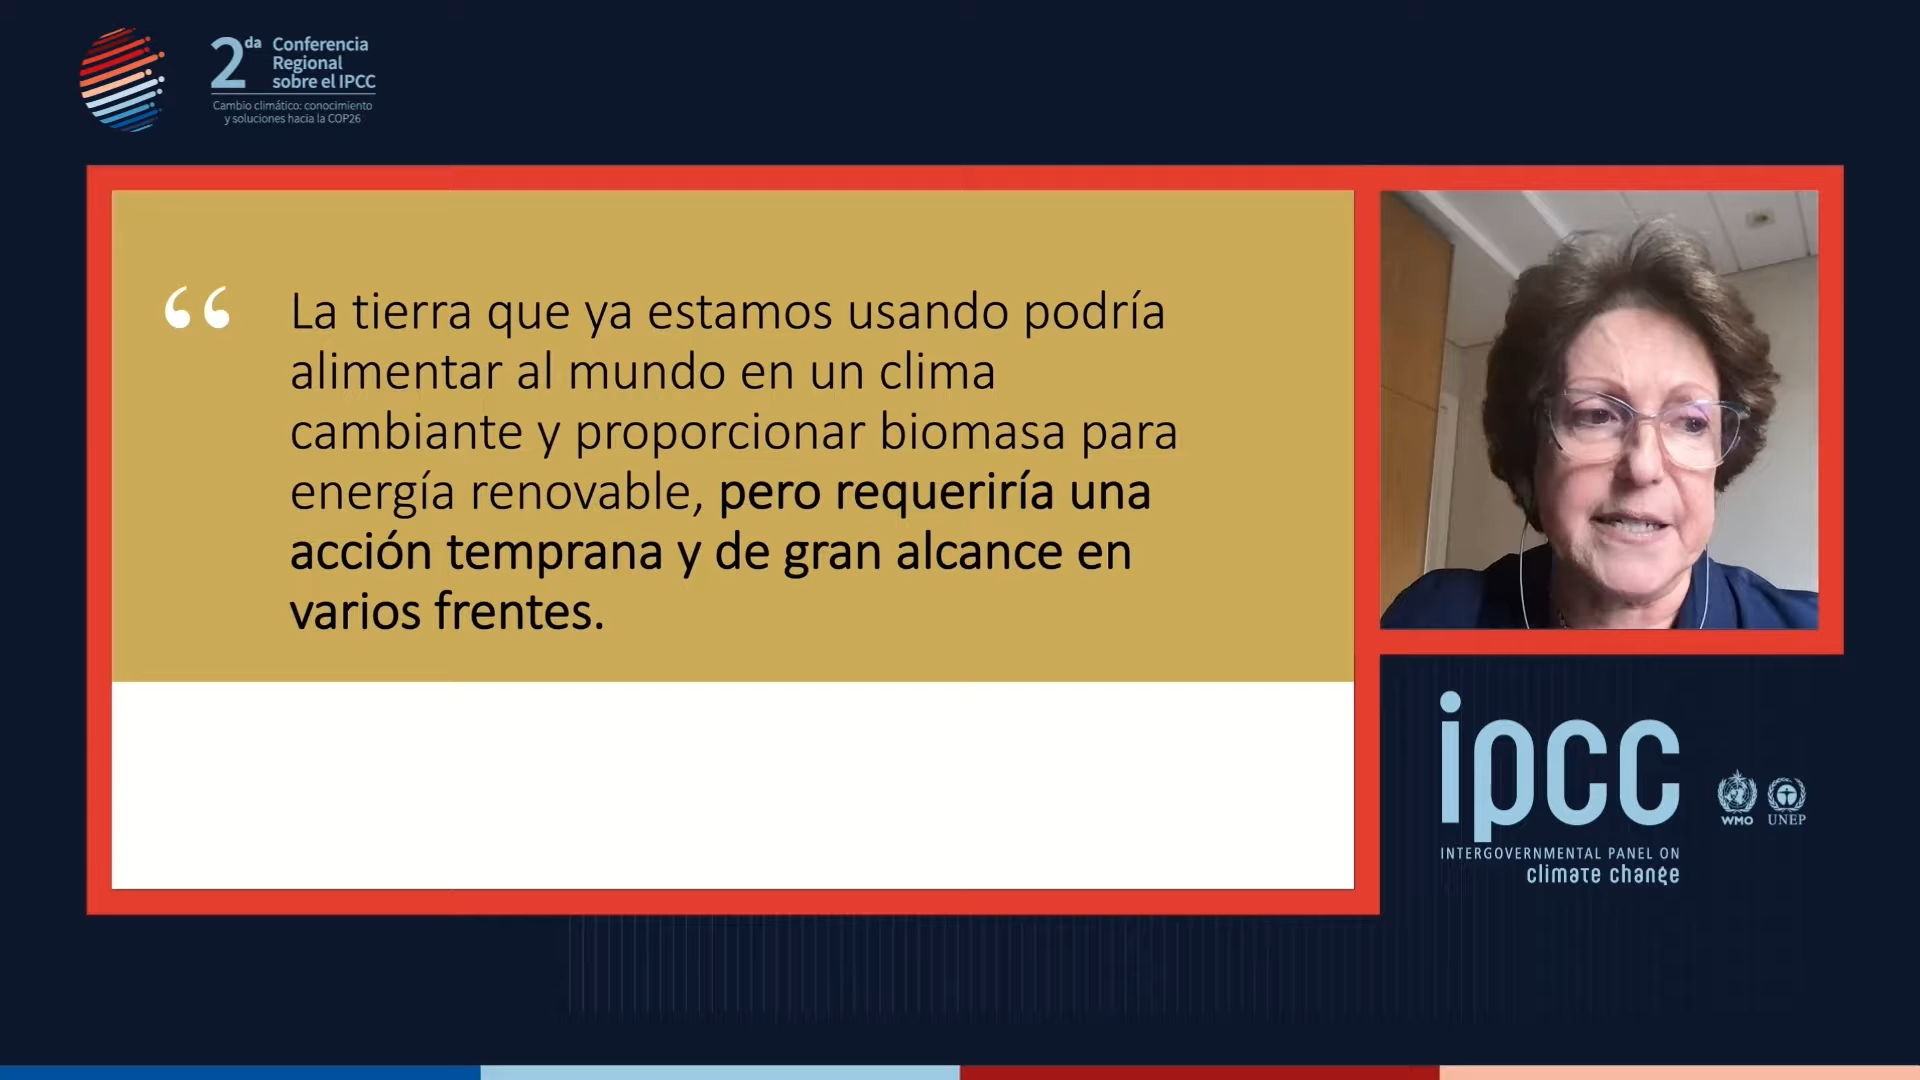 2da Conferencia
Regional
sobre el IPCC
Cambio climático: conocimiento
y soluciones hacia la COP26
“ La tierra que ya estamos usando podría
alimentar al mundo en un clima
cambiante y proporcionar biomasa para
energía renovable, pero requeriría una
acción temprana y de gran alcance en
varios frentes.
ipcc
INTERGOVERNMENTAL PANEL ON
climate change
WMO UNEP